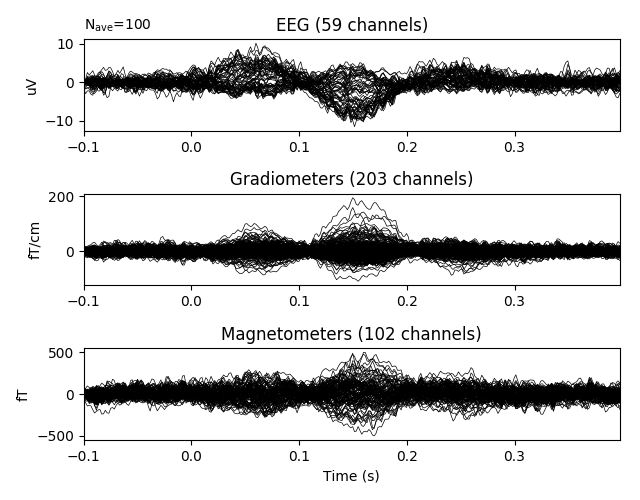 N_ave=100
EEG (59 channels)
10
0
−10
uV
−0.1 0.0 0.1 0.2 0.3
Gradiometers (203 channels)
200
0
fT/cm
−0.1 0.0 0.1 0.2 0.3
Magnetometers (102 channels)
500
0
−500
fT
−0.1 0.0 0.1 0.2 0.3
Time (s)